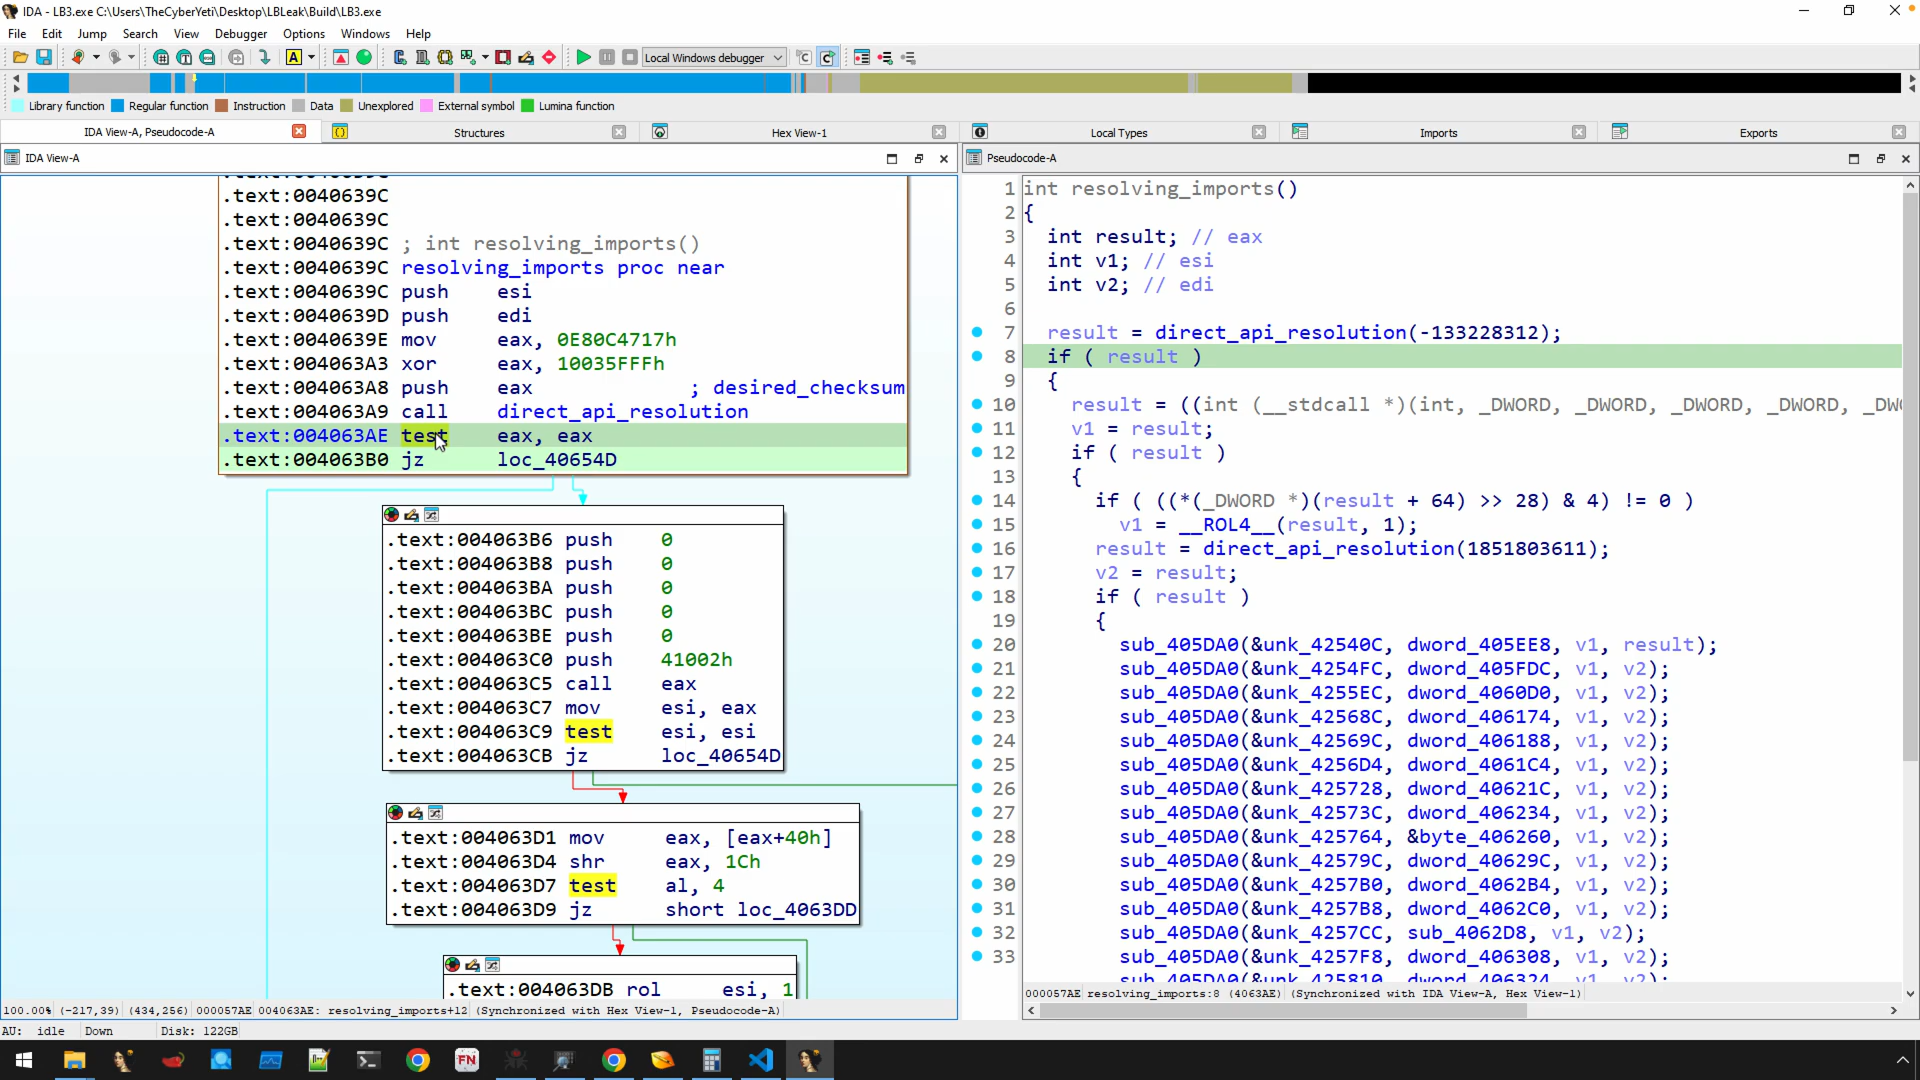 IDA - LB3.exe C:\Users\TheCyberYeti\Desktop\LBLeak\Build\LB3.exe
File Edit Jump Search View Debugger Options Windows Help
Local Windows debugger
Library function Regular function Instruction Data Unexplored External symbol Lumina function
IDA View-A, Pseudocode-A Structures Hex View-1 Local Types Imports Exports
IDA View-A
.text:0040639C
.text:0040639C
.text:0040639C ; int resolving_imports()
.text:0040639C resolving_imports proc near
.text:0040639C push esi
.text:0040639D push edi
.text:0040639E mov eax, 0E80C4717h
.text:004063A3 xor eax, 10035FFFh
.text:004063A8 push eax ; desired_checksum
.text:004063A9 call direct_api_resolution
.text:004063AE test eax, eax
.text:004063B0 jz loc_40654D
.text:004063B6 push 0
.text:004063B8 push 0
.text:004063BA push 0
.text:004063BC push 0
.text:004063BE push 0
.text:004063C0 push 41002h
.text:004063C5 call eax
.text:004063C7 mov esi, eax
.text:004063C9 test esi, esi
.text:004063CB jz loc_40654D
.text:004063D1 mov eax, [eax+40h]
.text:004063D4 shr eax, 1Ch
.text:004063D7 test al, 4
.text:004063D9 jz short loc_4063DD
.text:004063DB rol esi, 1
100.00% (-217,39) (434,256) 000057AE 004063AE: resolving_imports+12 (Synchronized with Hex View-1, Pseudocode-A)
Pseudocode-A
1 int resolving_imports()
2 {
3 int result; // eax
4 int v1; // esi
5 int v2; // edi
6
7 result = direct_api_resolution(-133228312);
8 if ( result )
9 {
10 result = ((int (__stdcall *)(int, _DWORD, _DWORD, _DWORD, _DWORD, _DW
11 v1 = result;
12 if ( result )
13 {
14 if ( ((*(_DWORD *)(result + 64) >> 28) & 4) != 0 )
15 v1 = __ROL4__(result, 1);
16 result = direct_api_resolution(1851803611);
17 v2 = result;
18 if ( result )
19 {
20 sub_405DA0(&unk_42540C, dword_405EE8, v1, result);
21 sub_405DA0(&unk_4254FC, dword_405FDC, v1, v2);
22 sub_405DA0(&unk_4255EC, dword_4060D0, v1, v2);
23 sub_405DA0(&unk_42568C, dword_406174, v1, v2);
24 sub_405DA0(&unk_42569C, dword_406188, v1, v2);
25 sub_405DA0(&unk_4256D4, dword_4061C4, v1, v2);
26 sub_405DA0(&unk_425728, dword_40621C, v1, v2);
27 sub_405DA0(&unk_42573C, dword_406234, v1, v2);
28 sub_405DA0(&unk_425764, &byte_406260, v1, v2);
29 sub_405DA0(&unk_42579C, dword_40629C, v1, v2);
30 sub_405DA0(&unk_4257B0, dword_4062B4, v1, v2);
31 sub_405DA0(&unk_4257B8, dword_4062C0, v1, v2);
32 sub_405DA0(&unk_4257CC, sub_4062D8, v1, v2);
33 sub_405DA0(&unk_4257F8, dword_406308, v1, v2);
sub_405DA0(&unk_425810, dword_406324, v1, v2);
000057AE resolving_imports:8 (4063AE) (Synchronized with IDA View-A, Hex View-1)
AU: idle Down Disk: 122GB
FN